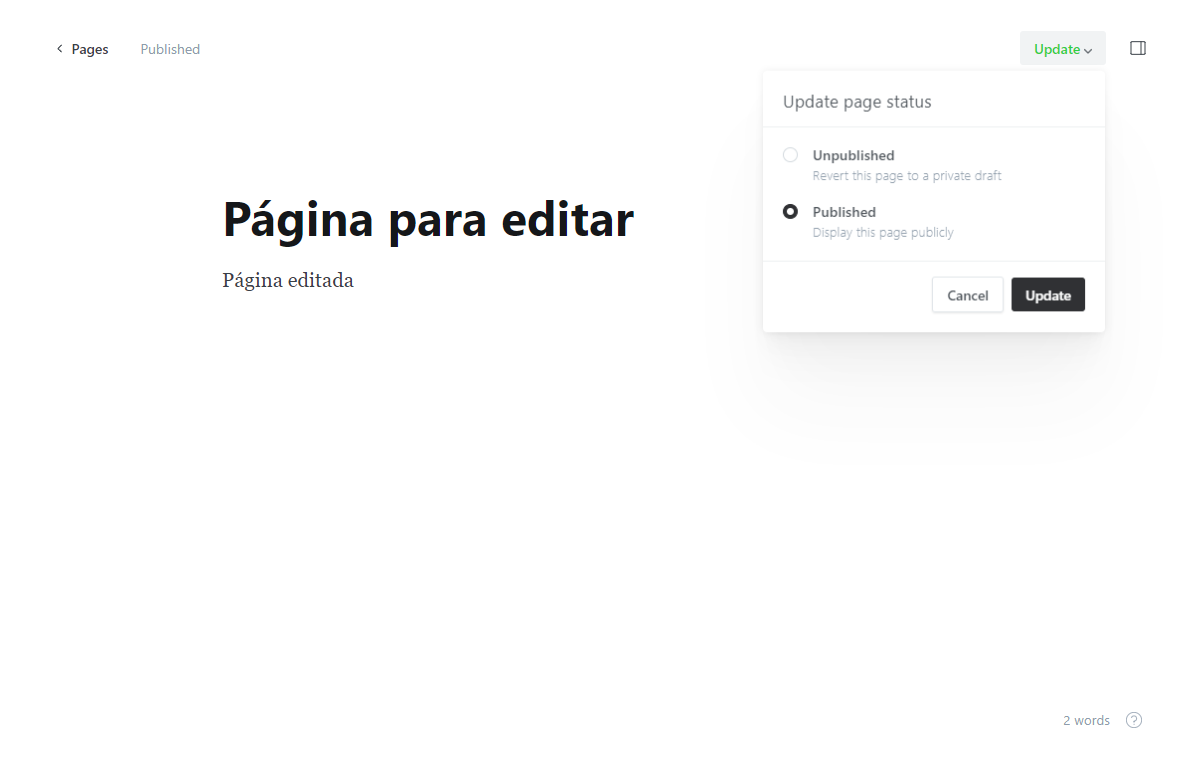 Pages
Published
Update
Update page status
Unpublished
Revert this page to a private draft
Published
Display this page publicly
Cancel
Update
Página para editar
Página editada
2 words
?